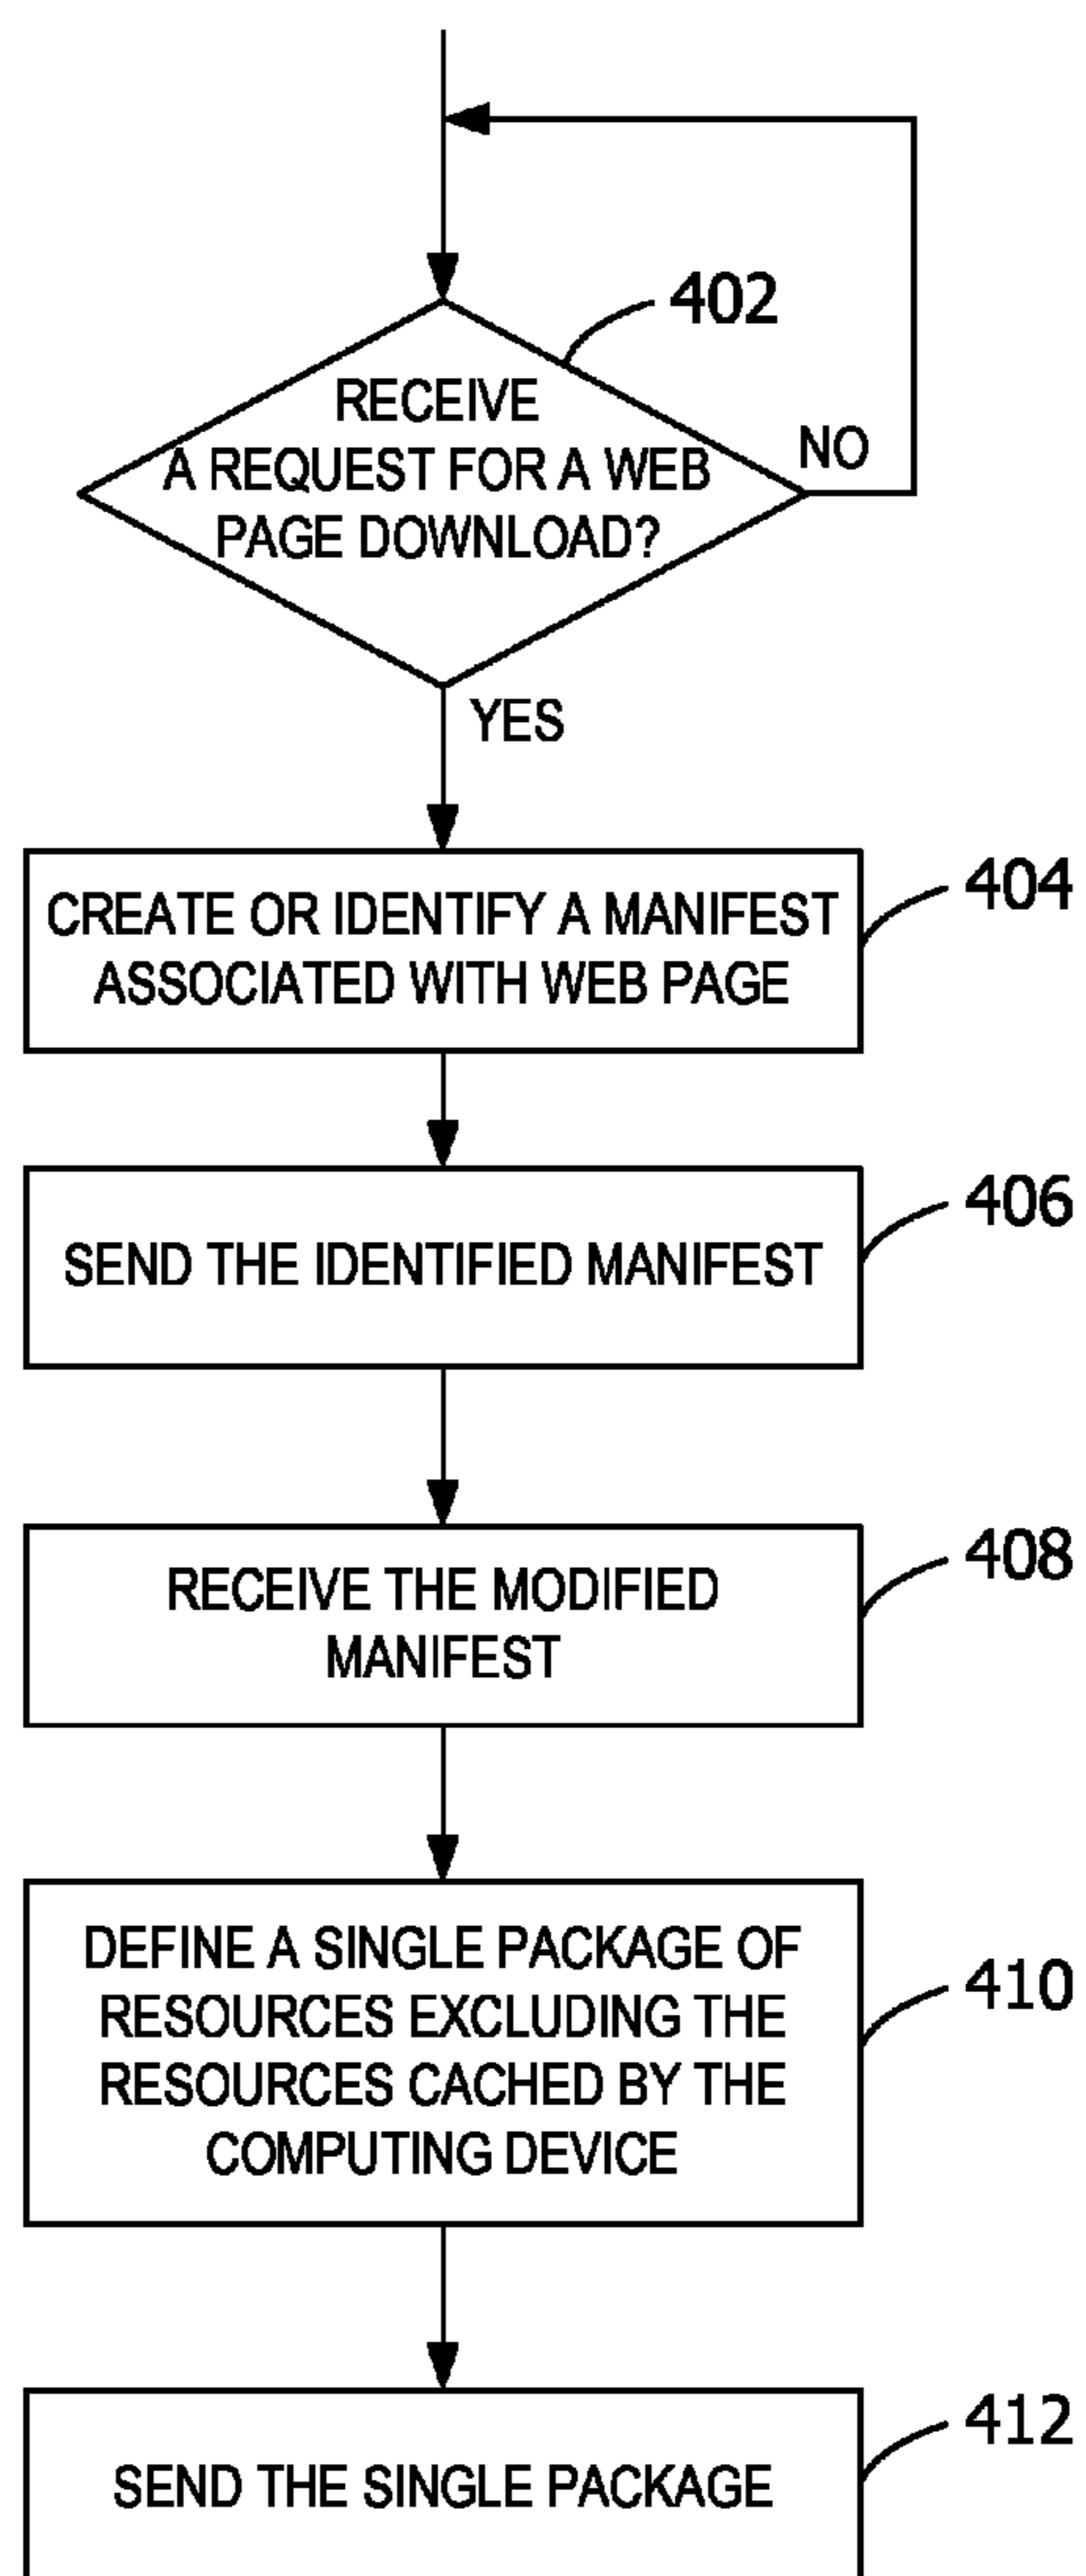 402
RECEIVE
A REQUEST FOR A WEB
PAGE DOWNLOAD?
NO
YES
CREATE OR IDENTIFY A MANIFEST
ASSOCIATED WITH WEB PAGE
404
SEND THE IDENTIFIED MANIFEST
406
RECEIVE THE MODIFIED
MANIFEST
408
DEFINE A SINGLE PACKAGE OF
RESOURCES EXCLUDING THE
RESOURCES CACHED BY THE
COMPUTING DEVICE
410
SEND THE SINGLE PACKAGE
412